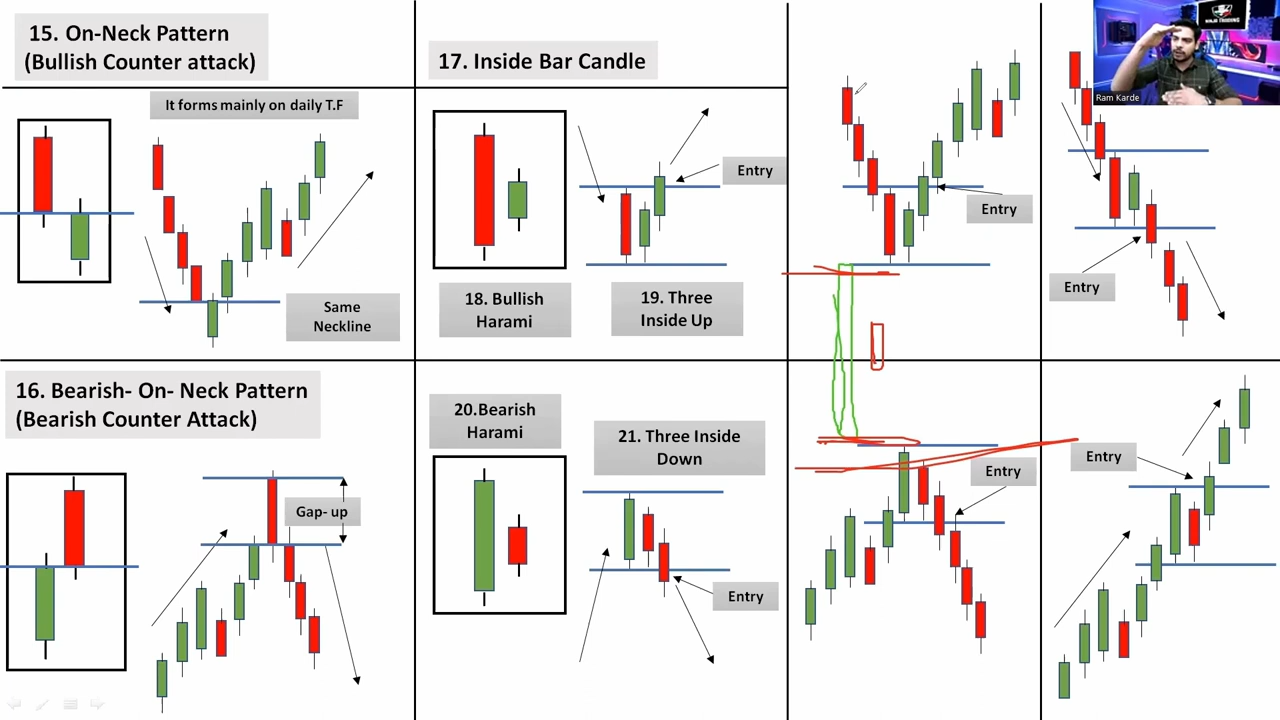 15. On-Neck Pattern
(Bullish Counter attack)
It forms mainly on daily T.F
Same
Neckline
16. Bearish- On- Neck Pattern
(Bearish Counter Attack)
Gap- up
17. Inside Bar Candle
Entry
18. Bullish
Harami
19. Three
Inside Up
20.Bearish
Harami
21. Three Inside
Down
Entry
Entry
Entry
NINJA TRADING
Ram Karde
Entry
Entry